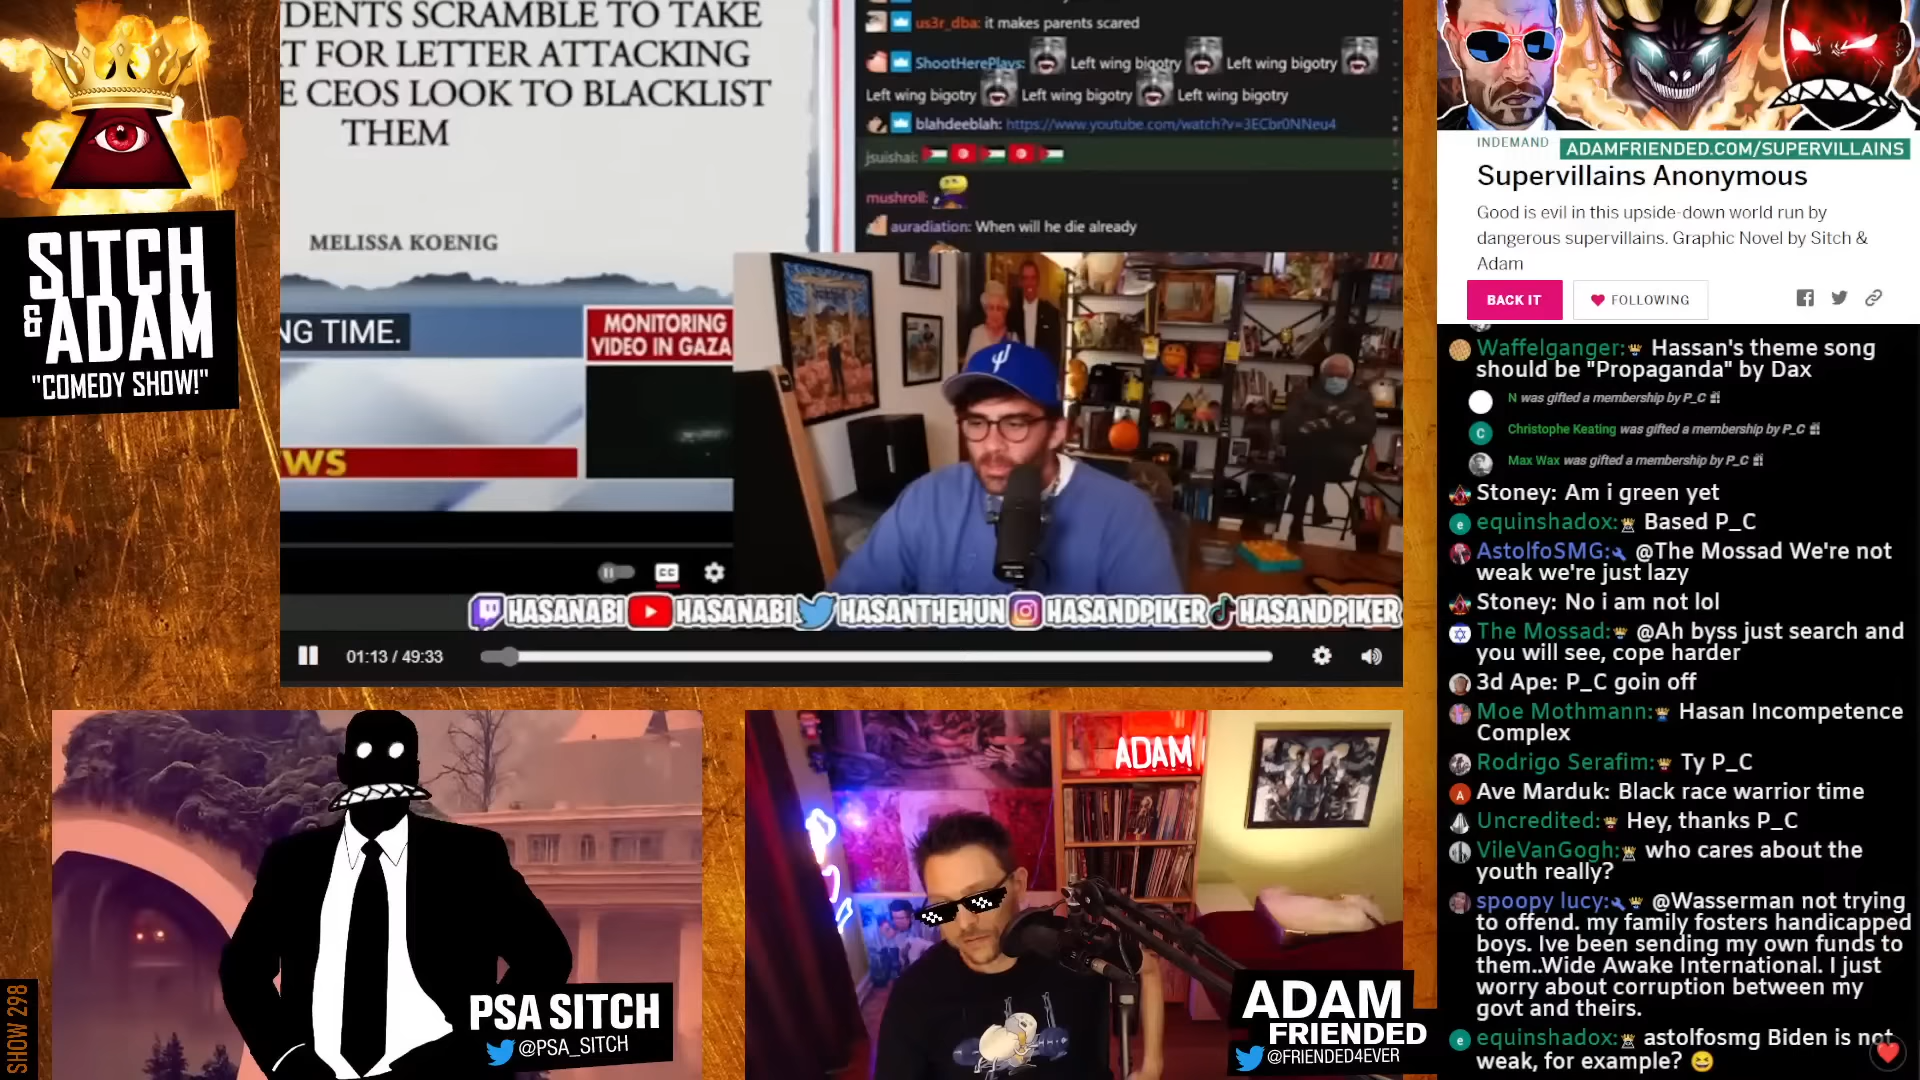 SITCH
& ADAM
"COMEDY SHOW!"
SHOW 298
DENTS SCRAMBLE TO TAKE
T FOR LETTER ATTACKING
E CEOS LOOK TO BLACKLIST
THEM
MELISSA KOENIG
NG TIME.
MONITORING
VIDEO IN GAZA
WS
us3r_dba: it makes parents scared
ShootHerePlays: Left wing bigotry Left wing bigotry
Left wing bigotry Left wing bigotry Left wing bigotry
blahdeeblah: https://www.youtube.com/watch?v=3ECbr0NNeu4
jsuishai:
mushroll:
auradiation: When will he die already
CC
HASANABI HASANABI HASANTHEHUN HASANDPIKER HASANDPIKER
01:13 / 49:33
PSA SITCH
@PSA_SITCH
ADAM
ADAM
FRIENDED
@FRIENDED4EVER
INDEMAND
ADAMFRIENDED.COM/SUPERVILLAINS
Supervillains Anonymous
Good is evil in this upside-down world run by
dangerous supervillains. Graphic Novel by Sitch &
Adam
BACK IT
FOLLOWING
Waffelganger: Hassan's theme song
should be "Propaganda" by Dax
N was gifted a membership by P_C
C Christophe Keating was gifted a membership by P_C
Max Wax was gifted a membership by P_C
Stoney: Am i green yet
e equinshadox: Based P_C
AstolfoSMG: @The Mossad We're not
weak we're just lazy
Stoney: No i am not lol
The Mossad: @Ah byss just search and
you will see, cope harder
3d Ape: P_C goin off
Moe Mothmann: Hasan Incompetence
Complex
Rodrigo Serafim: Ty P_C
A Ave Marduk: Black race warrior time
Uncredited: Hey, thanks P_C
VileVanGogh: who cares about the
youth really?
spoopy lucy: @Wasserman not trying
to offend. my family fosters handicapped
boys. Ive been sending my own funds to
them..Wide Awake International. I just
worry about corruption between my
govt and theirs.
e equinshadox: astolfosmg Biden is not
weak, for example? 😆